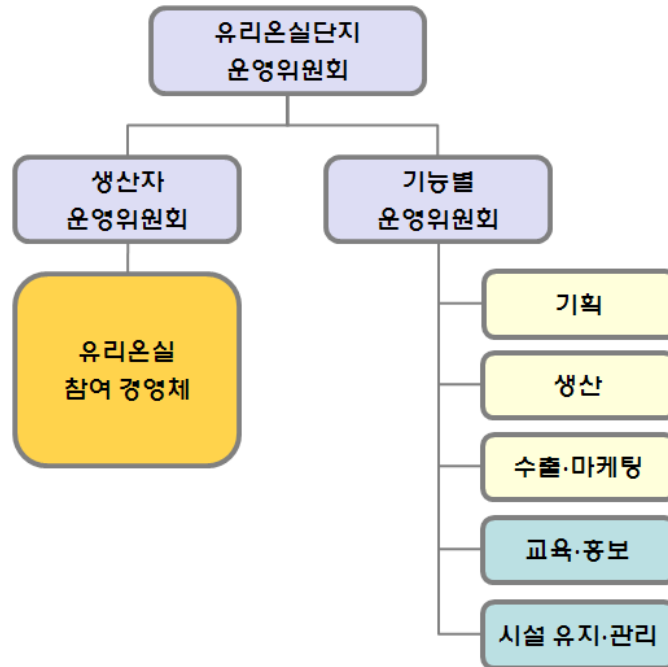 유리온실단지
운영위원회
생산자
운영위원회
기능별
운영위원회
유리온실
참여 경영체
기획
생산
수출·마케팅
교육·홍보
시설 유지·관리